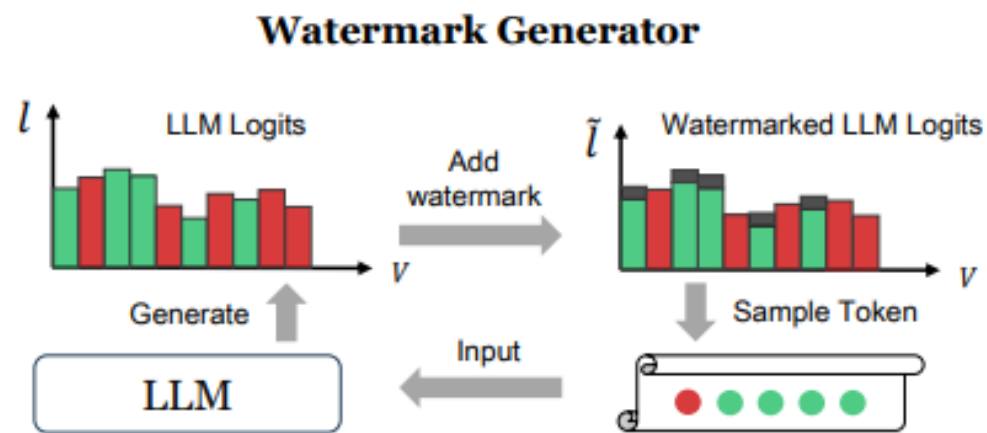 Watermark Generator
l
LLM Logits
V
Add
watermark
l̃
Watermarked LLM Logits
V
Generate
Sample Token
Input
LLM